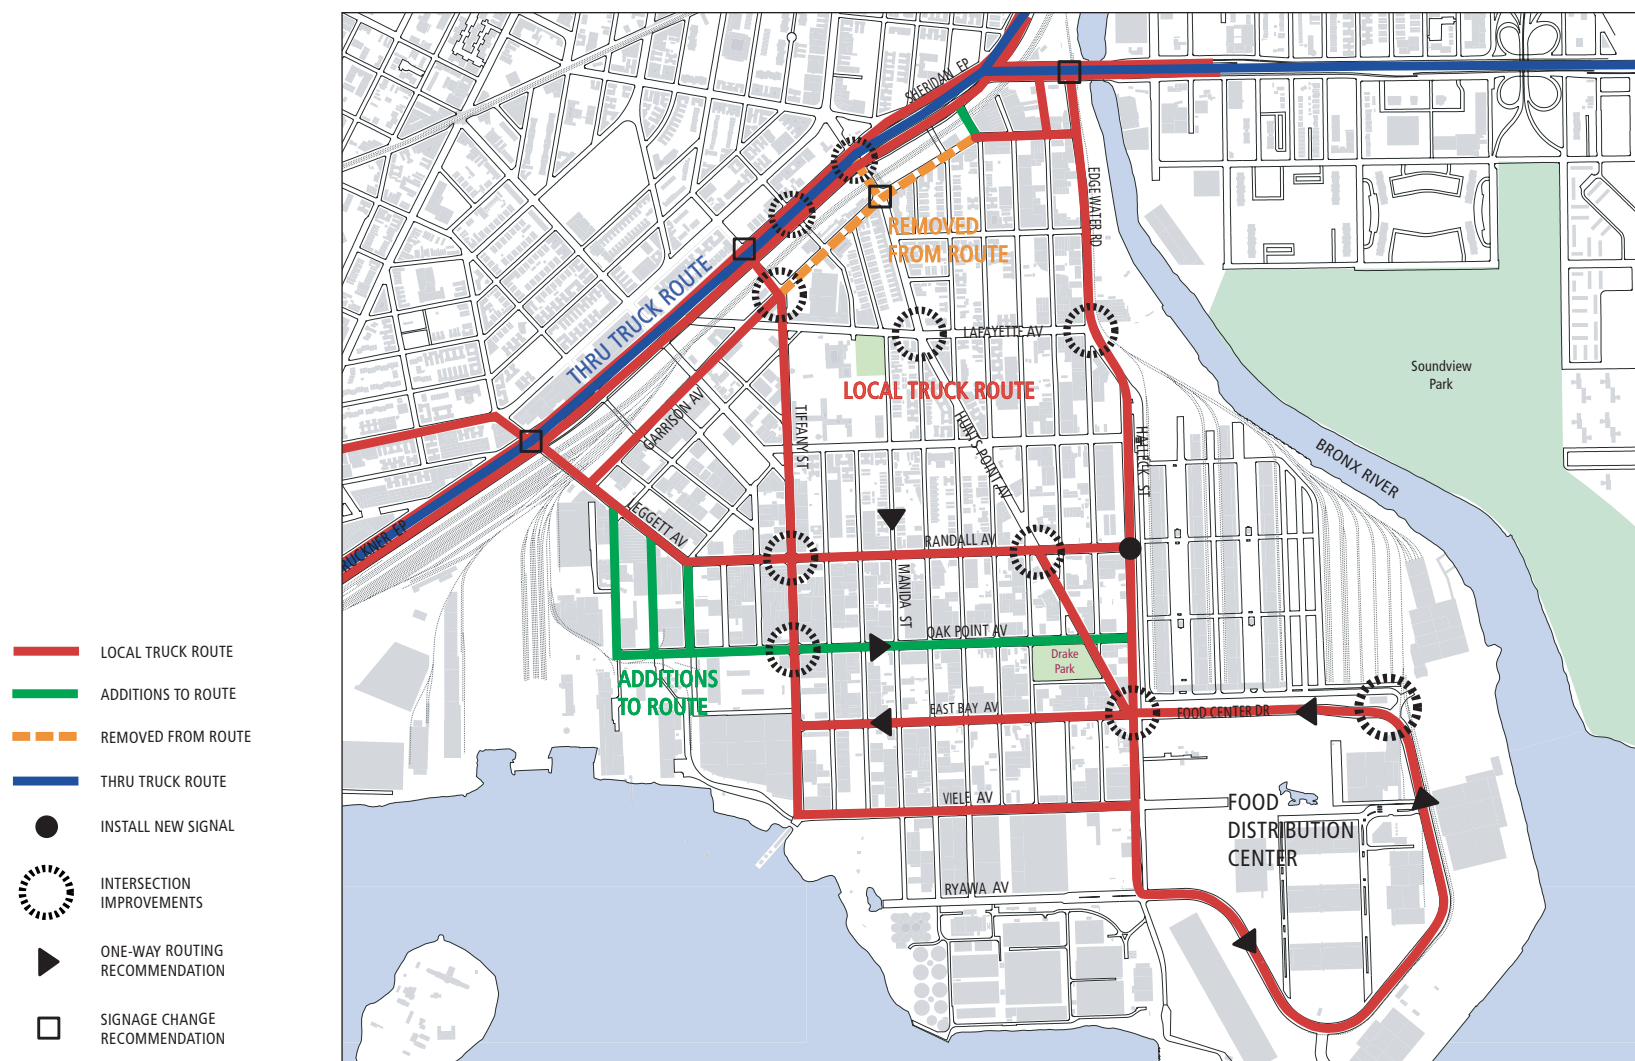 SHERIDAN EP
EDGEWATER RD
REMOVED
FROM ROUTE
THRU TRUCK ROUTE
LAFAYETTE AV
Soundview
Park
LOCAL TRUCK ROUTE
GARRISON AV
TIFFANY ST
HUNTS POINT AV
HALLECK ST
BRONX RIVER
LEGGETT AV
RUCKNER EP
RANDALL AV
MANIDA ST
OAK POINT AV
Drake
Park
ADDITIONS
TO ROUTE
EAST BAY AV
FOOD CENTER DR
VIELE AV
FOOD
DISTRIBUTION
CENTER
RYAWA AV
LOCAL TRUCK ROUTE
ADDITIONS TO ROUTE
REMOVED FROM ROUTE
THRU TRUCK ROUTE
INSTALL NEW SIGNAL
INTERSECTION
IMPROVEMENTS
ONE-WAY ROUTING
RECOMMENDATION
SIGNAGE CHANGE
RECOMMENDATION